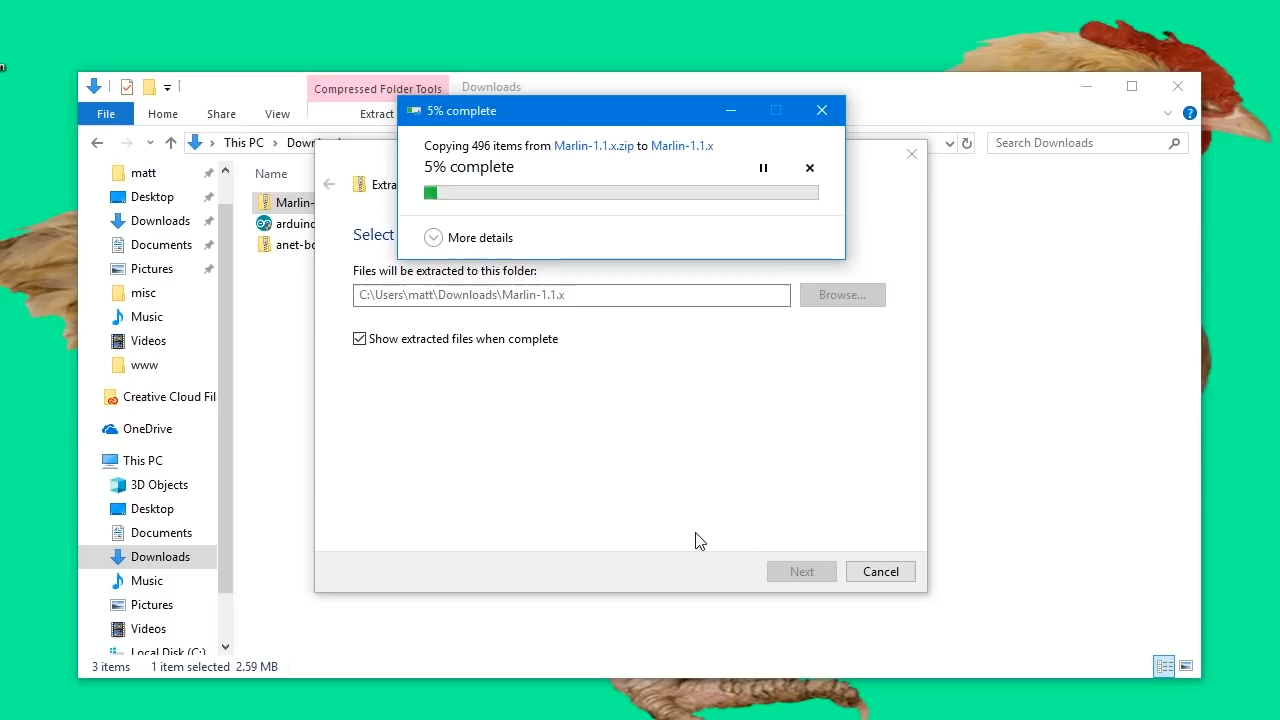 Compressed Folder Tools
Downloads
File
Home
Share
View
Extract
5% complete
Copying 496 items from Marlin-1.1.x.zip to Marlin-1.1.x
5% complete
More details
This PC
Search Downloads
matt
Desktop
Downloads
Documents
Pictures
misc
Music
Videos
www
Creative Cloud Fil
OneDrive
This PC
3D Objects
Desktop
Documents
Downloads
Music
Pictures
Videos
Local Disk (C:)
Name
Marlin-
arduino
anet-bo
Extra
Select
Files will be extracted to this folder:
C:\Users\matt\Downloads\Marlin-1.1.x
Browse...
Show extracted files when complete
Next
Cancel
3 items
1 item selected 2.59 MB